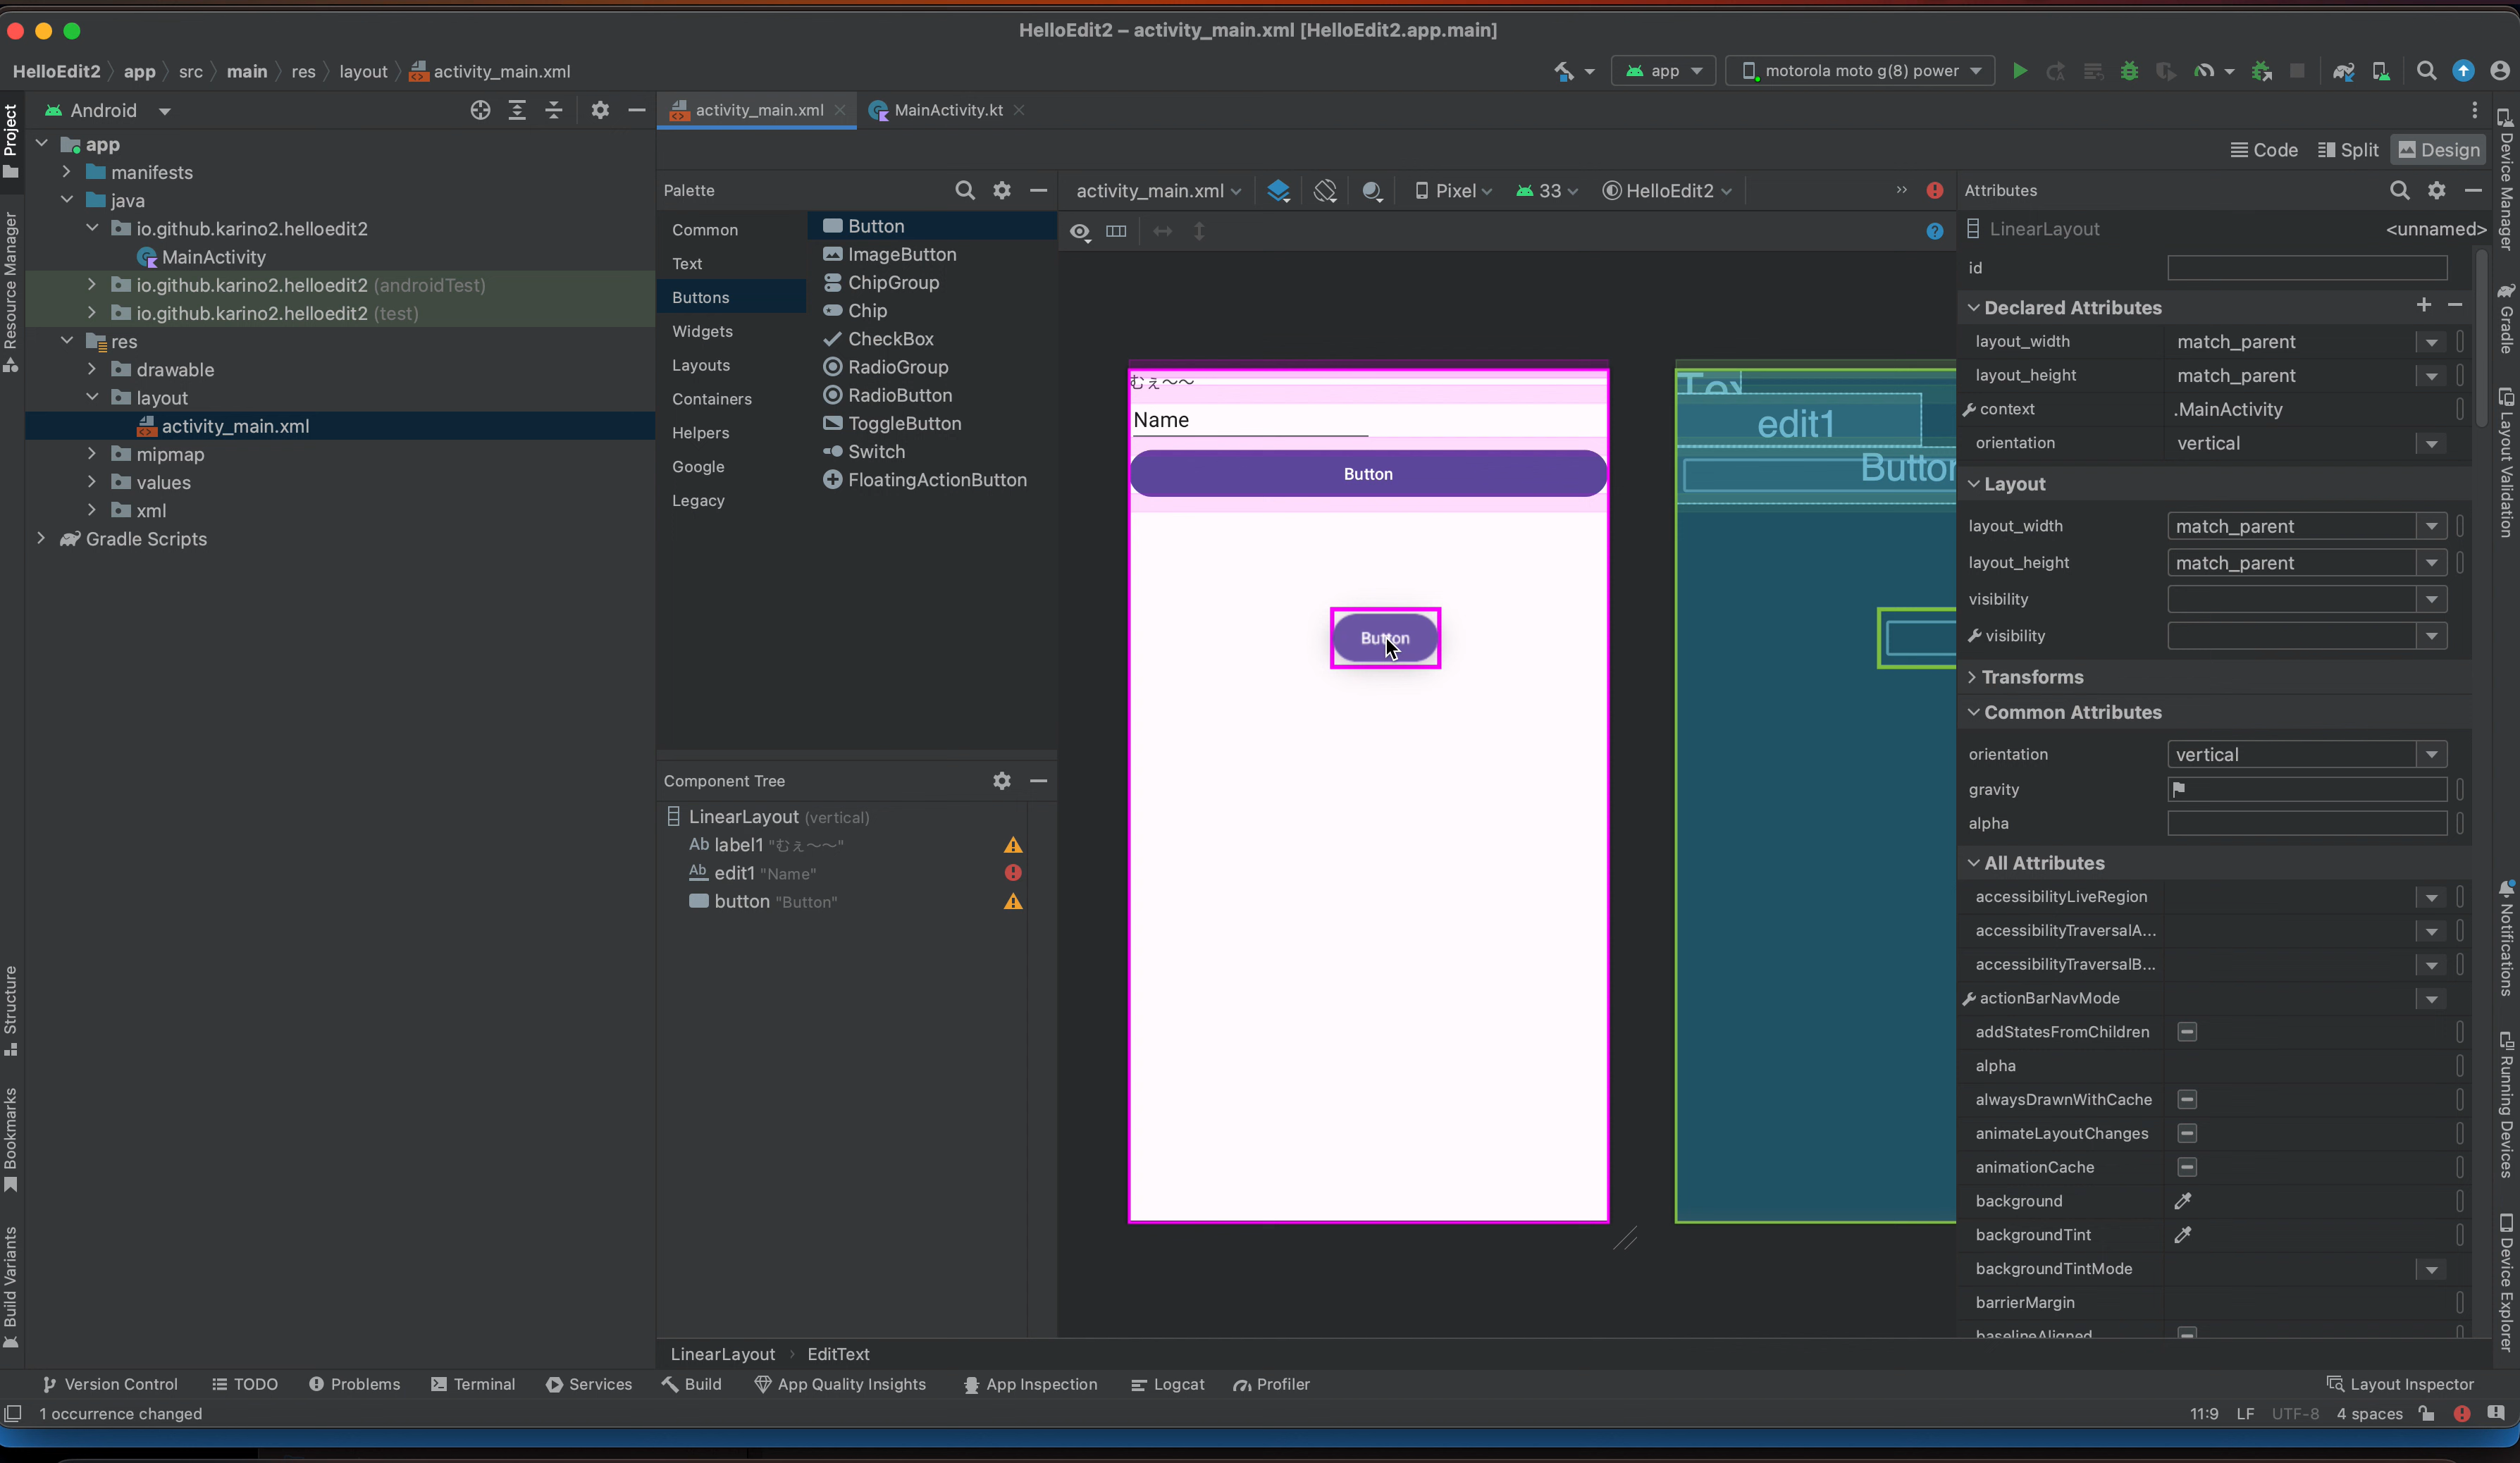 HelloEdit2 – activity_main.xml [HelloEdit2.app.main]
HelloEdit2 app src main res layout activity_main.xml
app motorola moto g(8) power
Project
Resource Manager
Structure
Bookmarks
Build Variants
Android
app
manifests
java
io.github.karino2.helloedit2
MainActivity
io.github.karino2.helloedit2 (androidTest)
io.github.karino2.helloedit2 (test)
res
drawable
layout
activity_main.xml
mipmap
values
xml
Gradle Scripts
activity_main.xml MainActivity.kt
Code Split Design
Palette
Common
Text
Buttons
Widgets
Layouts
Containers
Helpers
Google
Legacy
Button
ImageButton
ChipGroup
Chip
CheckBox
RadioGroup
RadioButton
ToggleButton
Switch
FloatingActionButton
Component Tree
LinearLayout (vertical)
Ab label1 "むぇ〜〜"
Ab edit1 "Name"
button "Button"
activity_main.xml Pixel 33 HelloEdit2
むぇ〜〜
Name
Button
Button
Tex
edit1
Button
Attributes
LinearLayout <unnamed>
id
Declared Attributes
layout_width match_parent
layout_height match_parent
context .MainActivity
orientation vertical
Layout
layout_width match_parent
layout_height match_parent
visibility
visibility
Transforms
Common Attributes
orientation vertical
gravity
alpha
All Attributes
accessibilityLiveRegion
accessibilityTraversalA...
accessibilityTraversalB...
actionBarNavMode
addStatesFromChildren
alpha
alwaysDrawnWithCache
animateLayoutChanges
animationCache
background
backgroundTint
backgroundTintMode
barrierMargin
baselineAligned
Device Manager
Gradle
Layout Validation
Notifications
Running Devices
Device Explorer
LinearLayout EditText
Version Control TODO Problems Terminal Services Build App Quality Insights App Inspection Logcat Profiler Layout Inspector
1 occurrence changed 11:9 LF UTF-8 4 spaces